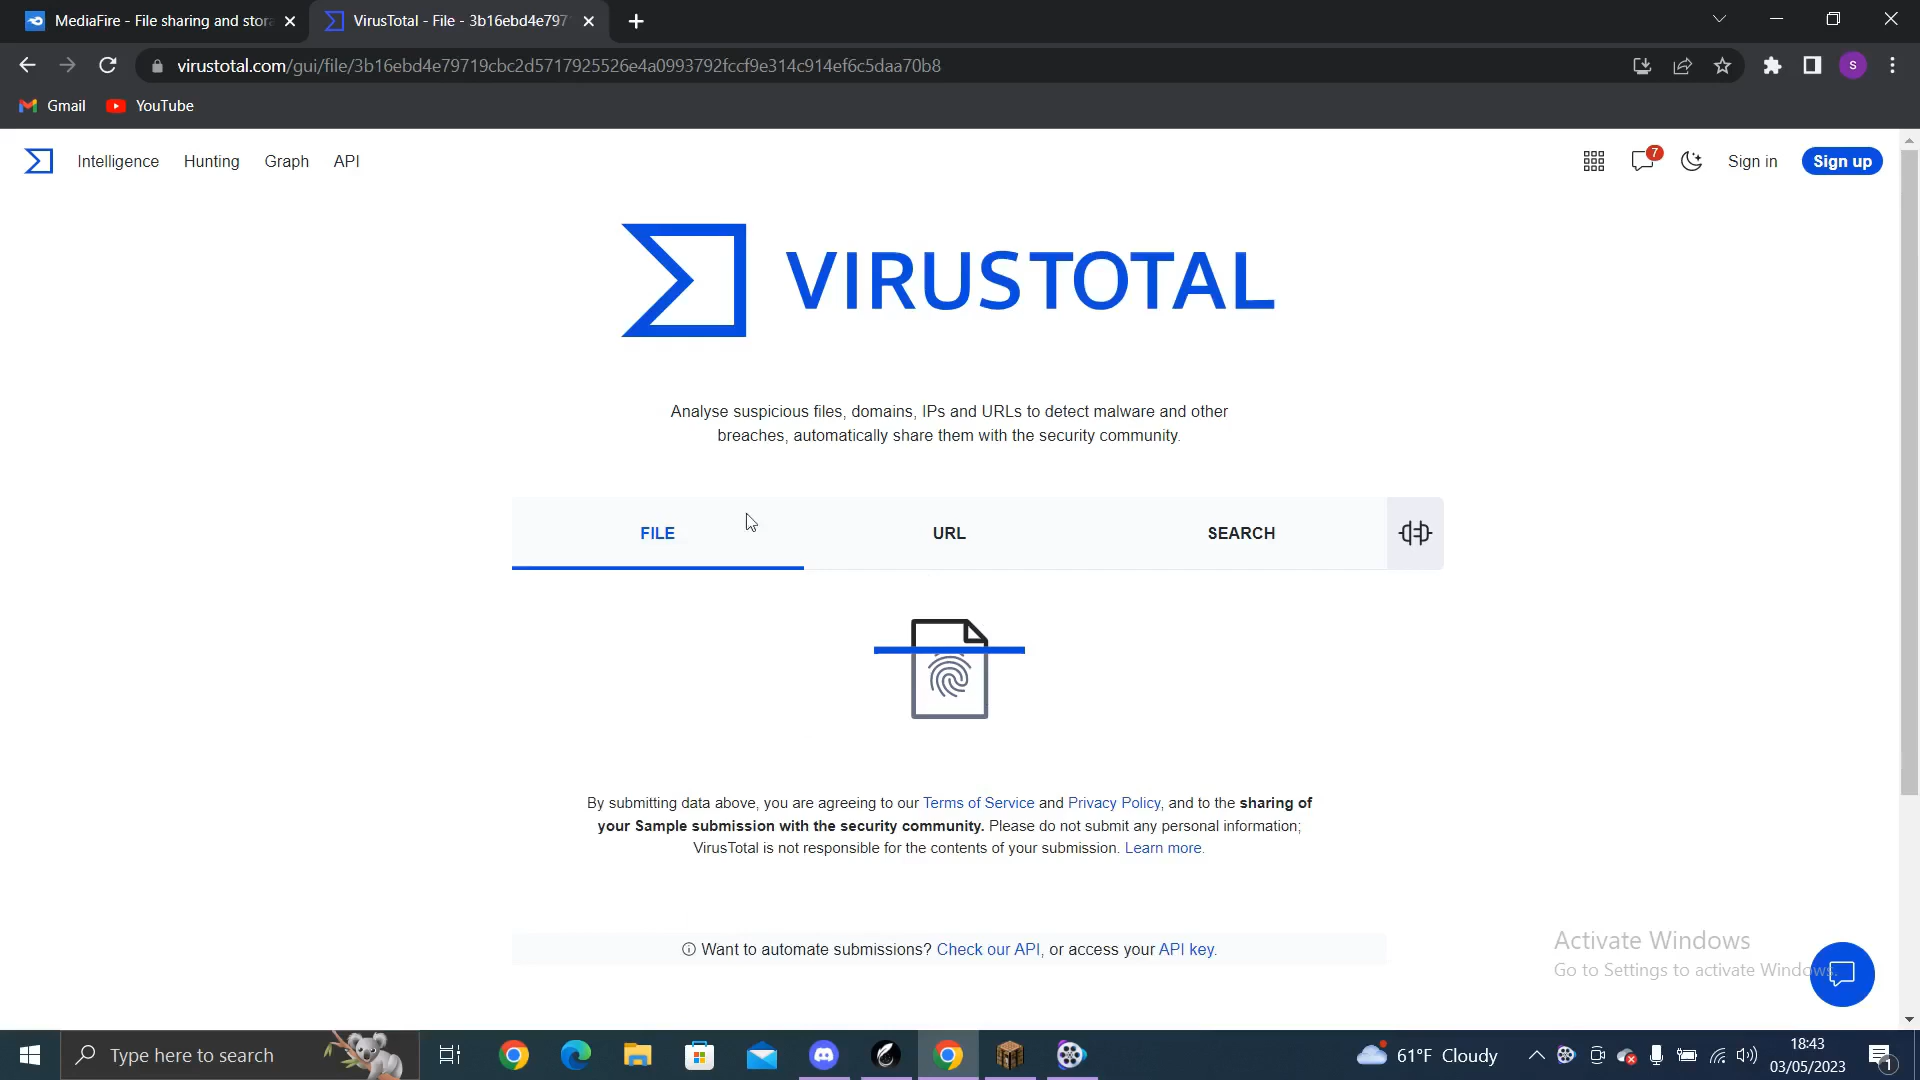 MediaFire - File sharing and stora
VirusTotal - File - 3b16ebd4e797
virustotal.com/gui/file/3b16ebd4e79719cbc2d5717925526e4a0993792fccf9e314c914ef6c5daa70b8
S
Gmail
YouTube
Intelligence
Hunting
Graph
API
7
Sign in
Sign up
VIRUSTOTAL
Analyse suspicious files, domains, IPs and URLs to detect malware and other
breaches, automatically share them with the security community.
FILE
URL
SEARCH
By submitting data above, you are agreeing to our Terms of Service and Privacy Policy, and to the sharing of
your Sample submission with the security community. Please do not submit any personal information;
VirusTotal is not responsible for the contents of your submission. Learn more.
Want to automate submissions? Check our API, or access your API key.
Activate Windows
Go to Settings to activate Windows.
Type here to search
61°F Cloudy
18:43
03/05/2023
1